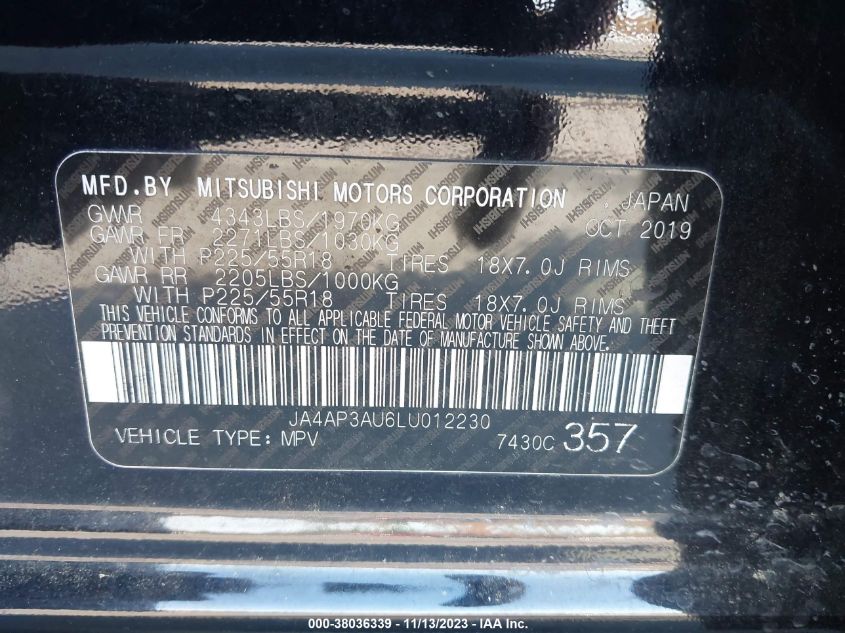 MFD.BY MITSUBISHI MOTORS CORPORATION , JAPAN
GVWR 4343LBS/1970KG OCT 2019
GAWR FR 2271LBS/1030KG
WITH P225/55R18 TIRES 18X7.0J RIMS
GAWR RR 2205LBS/1000KG
WITH P225/55R18 TIRES 18X7.0J RIMS
THIS VEHICLE CONFORMS TO ALL APPLICABLE FEDERAL MOTOR VEHICLE SAFETY AND THEFT
PREVENTION STANDARDS IN EFFECT ON THE DATE OF MANUFACTURE SHOWN ABOVE.
JA4AP3AU6LU012230
VEHICLE TYPE: MPV 7430C 357
000-38036339 - 11/13/2023 - IAA Inc.